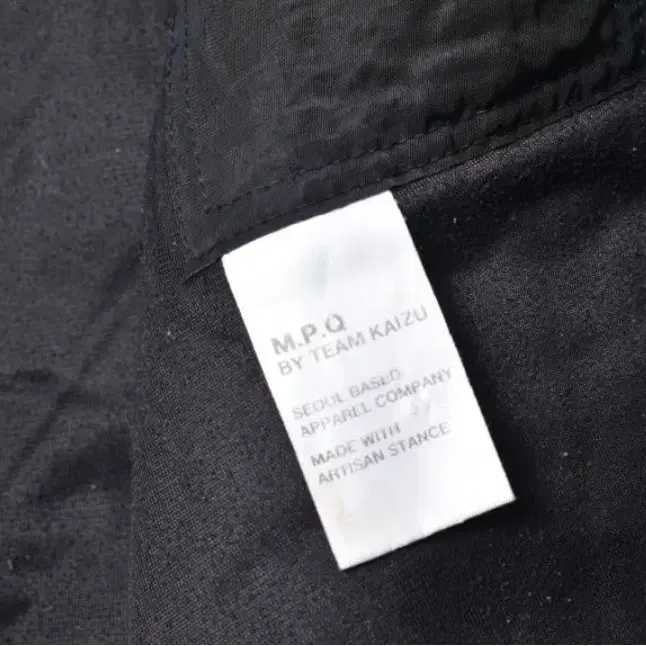 M.P.Q
BY TEAM KAIZU
SEOUL BASED
APPAREL COMPANY
MADE WITH
ARTISAN STANCE